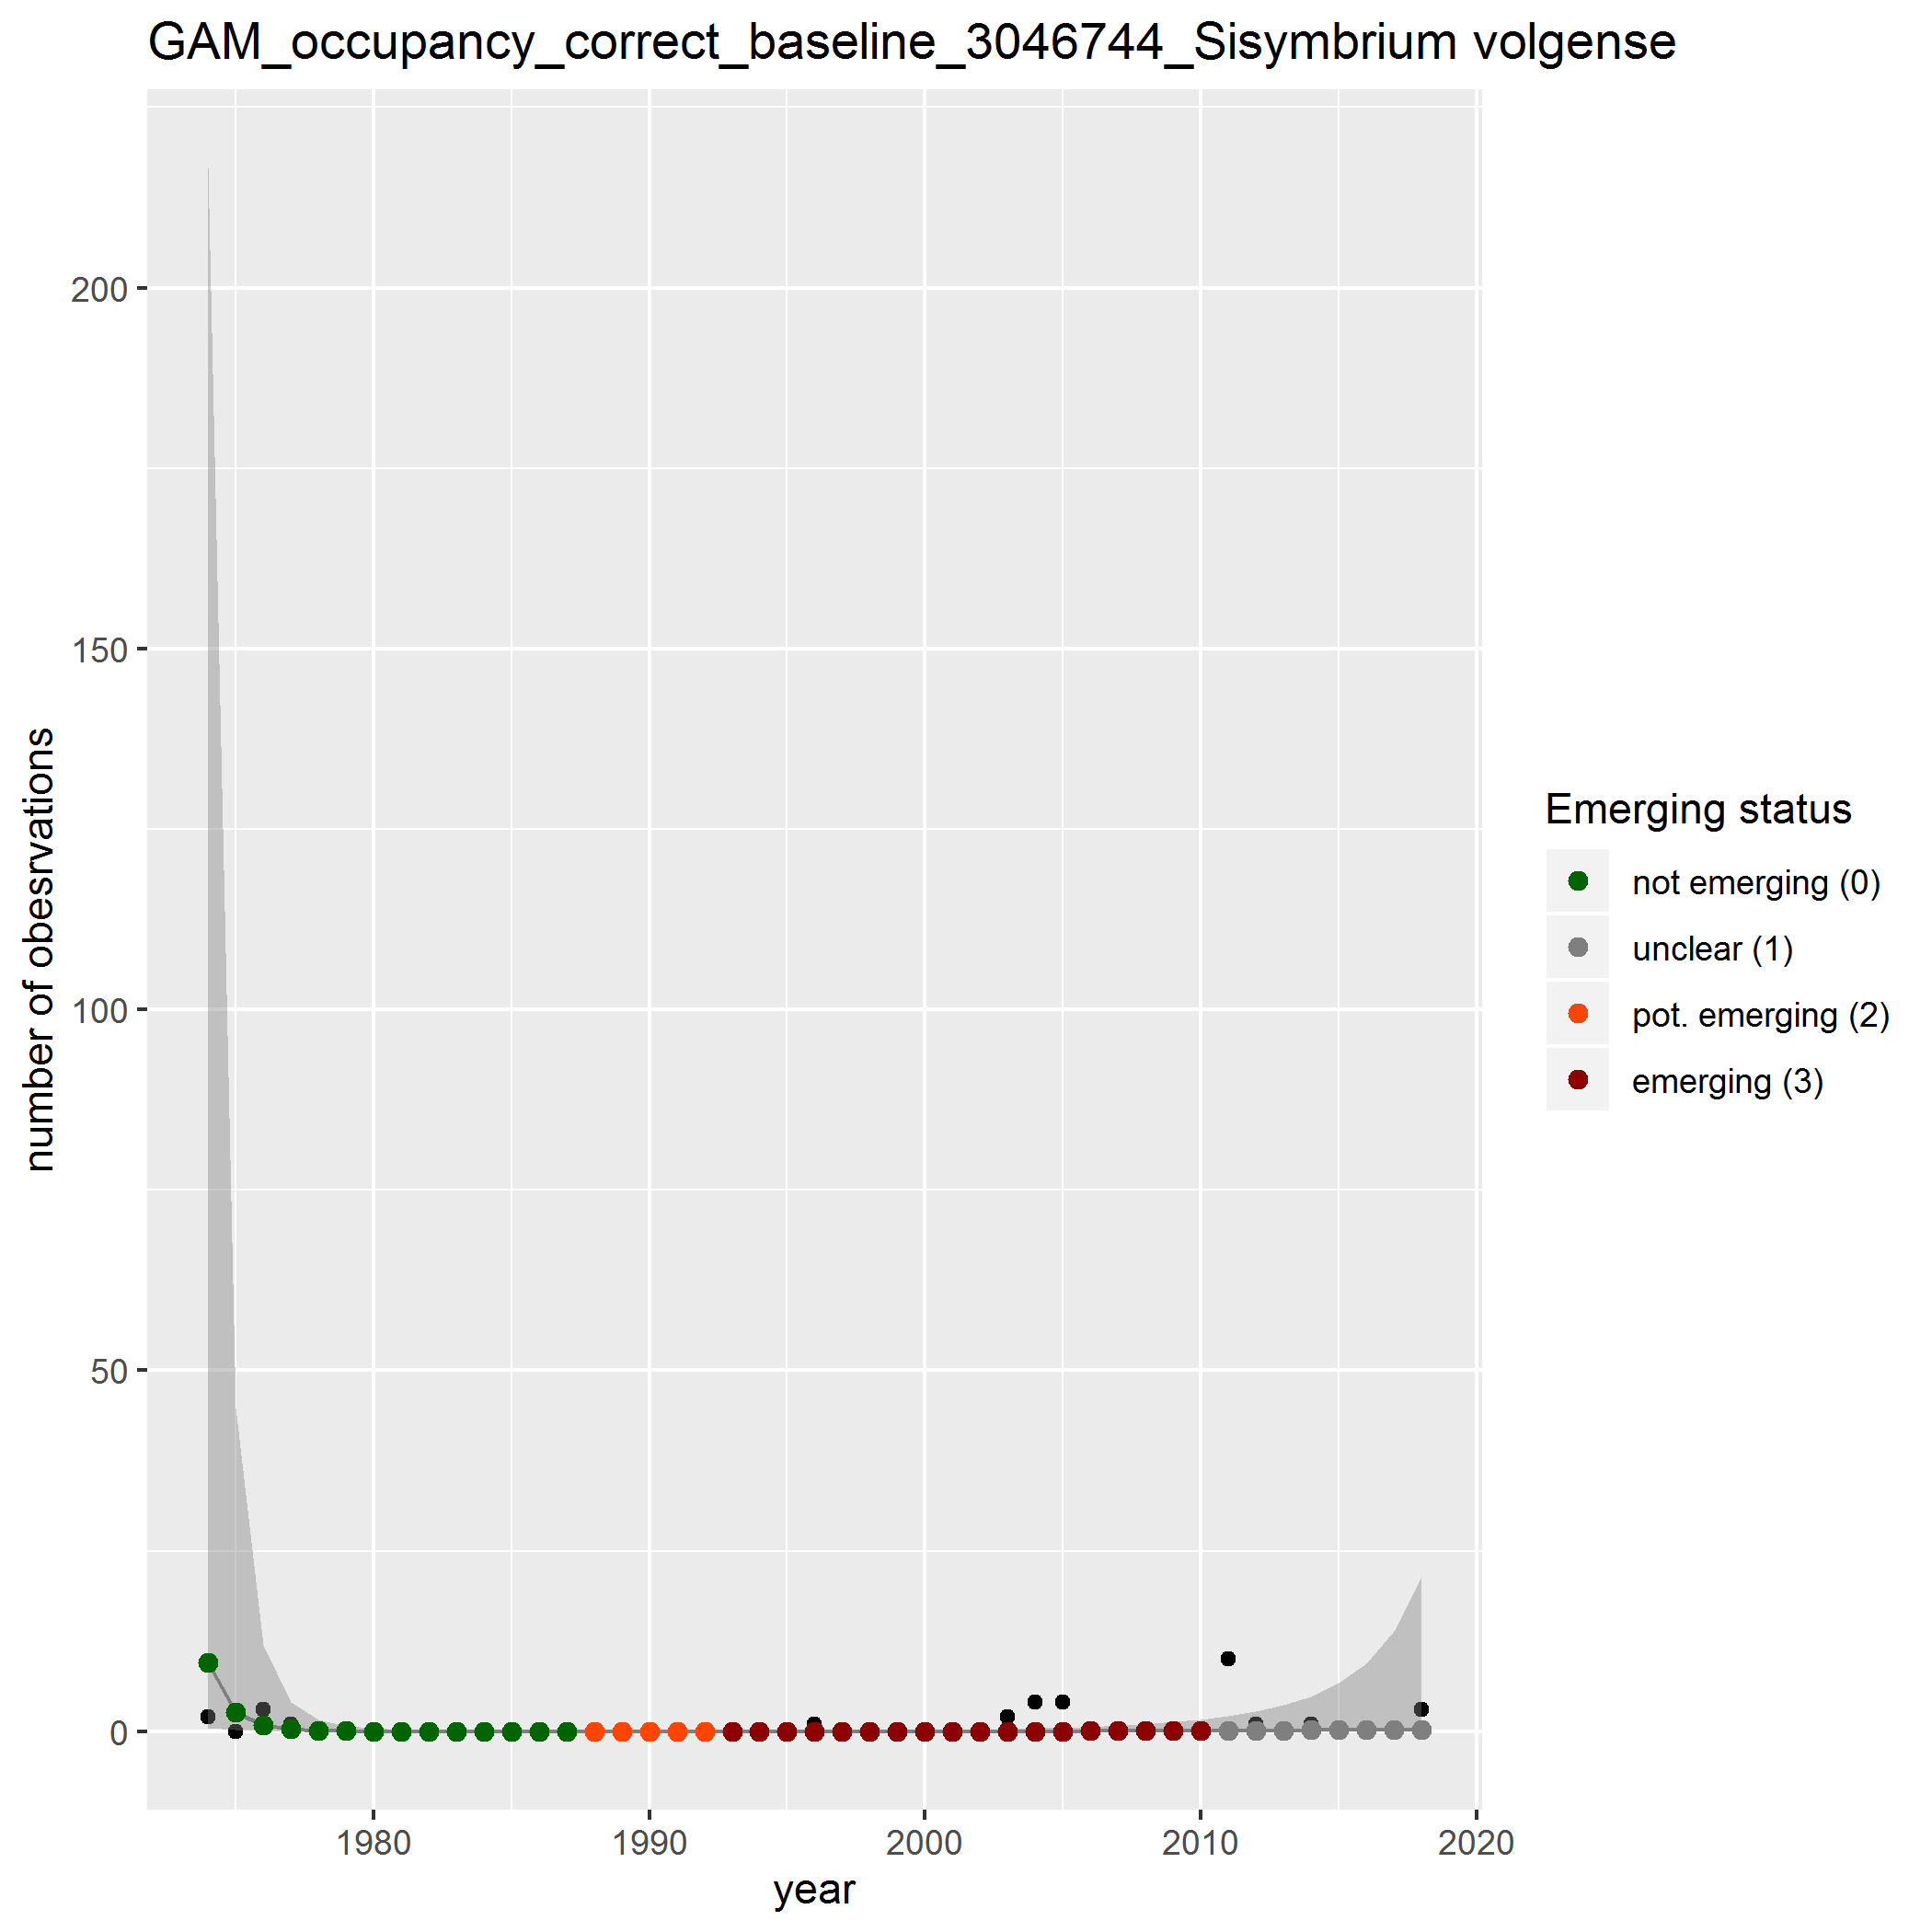 GAM_occupancy_correct_baseline_3046744_Sisymbrium volgense
200
150
100
50
0
number of obesrvations
1980
1990
2000
2010
2020
year
Emerging status
not emerging (0)
unclear (1)
pot. emerging (2)
emerging (3)